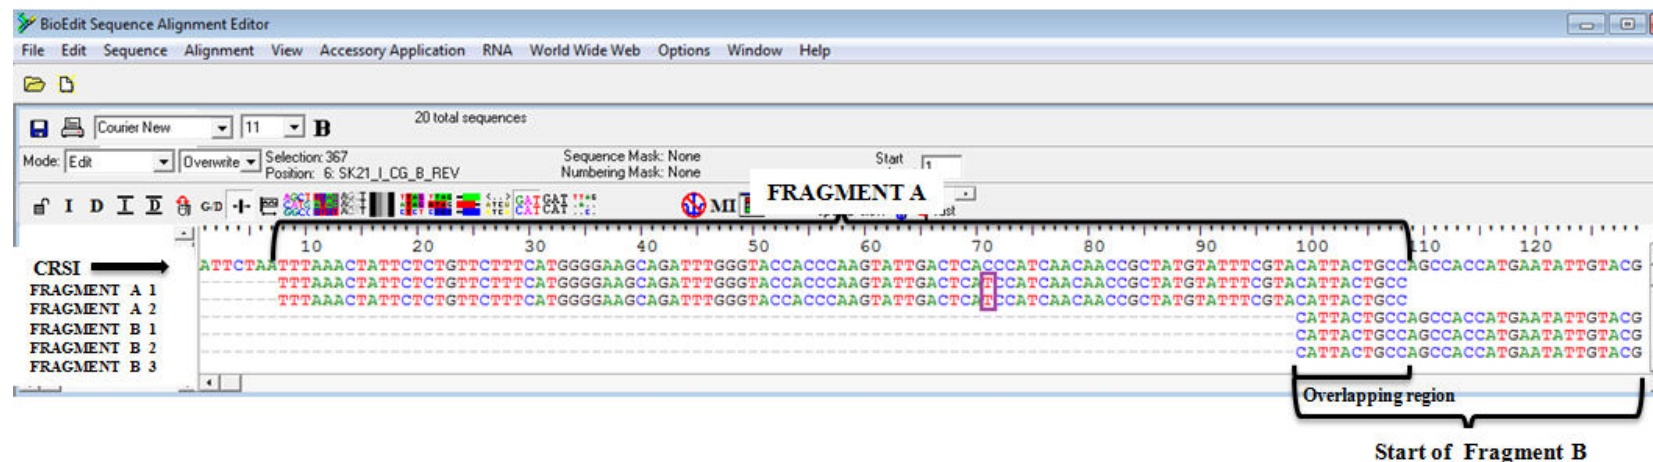 BioEdit Sequence Alignment Editor
File Edit Sequence Alignment View Accessory Application RNA World Wide Web Options Window Help
20 total sequences
Courier New 11 B
Mode: Edit Overwrite Selection: 367 Sequence Mask: None Start 1
Position: 6: SK21_I_CG_B_REV Numbering Mask: None
FRAGMENT A
I D I D G/D MI
10 20 30 40 50 60 70 80 90 100 110 120
CRSI ATTCTAATTTAAACTATTCTCTGTTCTTTCATGGGGAAGCAGATTTGGGTACCACCCAAGTATTGACTCACCCATCAACAACCGCTATGTATTTCGTACATTACTGCCAGCCACCATGAATATTGTACG
FRAGMENT A 1 TTTAAACTATTCTCTGTTCTTTCATGGGGAAGCAGATTTGGGTACCACCCAAGTATTGACTCATCCATCAACAACCGCTATGTATTTCGTACATTACTGCC
FRAGMENT A 2 TTTAAACTATTCTCTGTTCTTTCATGGGGAAGCAGATTTGGGTACCACCCAAGTATTGACTCATCCATCAACAACCGCTATGTATTTCGTACATTACTGCC
FRAGMENT B 1 CATTACTGCCAGCCACCATGAATATTGTACG
FRAGMENT B 2 CATTACTGCCAGCCACCATGAATATTGTACG
FRAGMENT B 3 CATTACTGCCAGCCACCATGAATATTGTACG
Overlapping region
Start of Fragment B